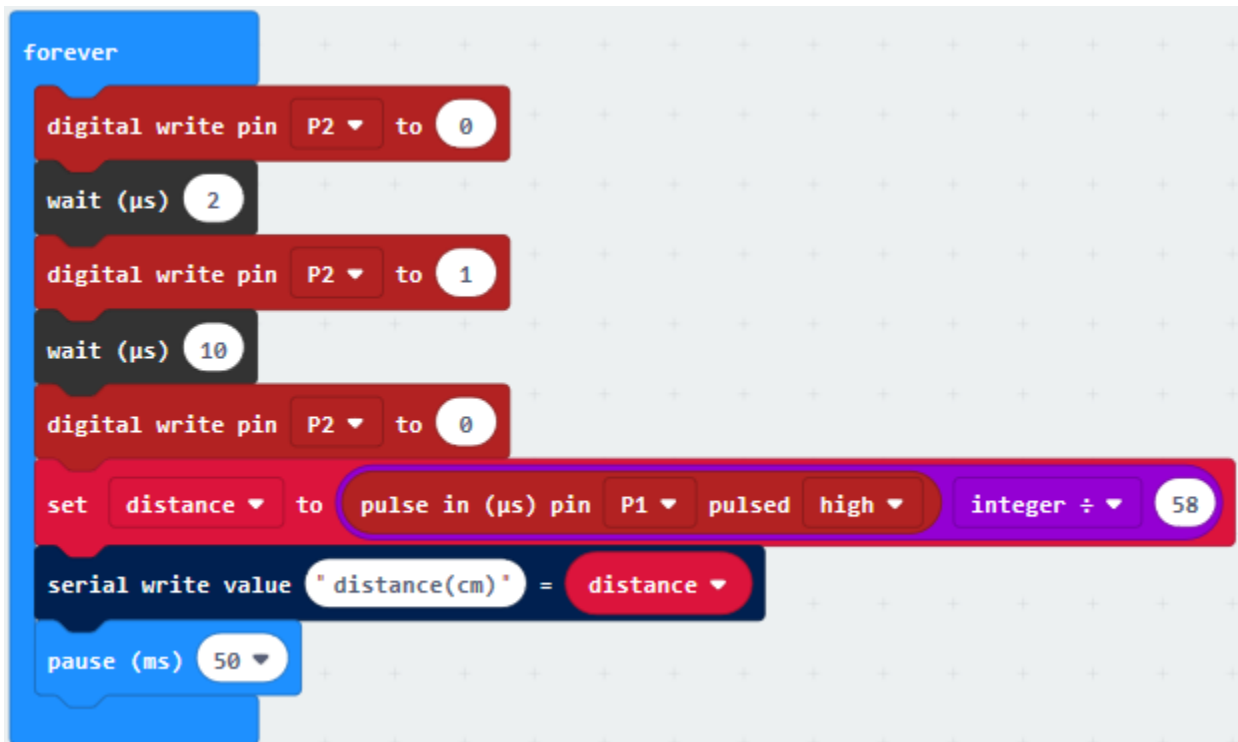 forever
digital write pin P2 to 0
wait (µs) 2
digital write pin P2 to 1
wait (µs) 10
digital write pin P2 to 0
set distance to pulse in (µs) pin P1 pulsed high integer ÷ 58
serial write value "distance(cm)" = distance
pause (ms) 50